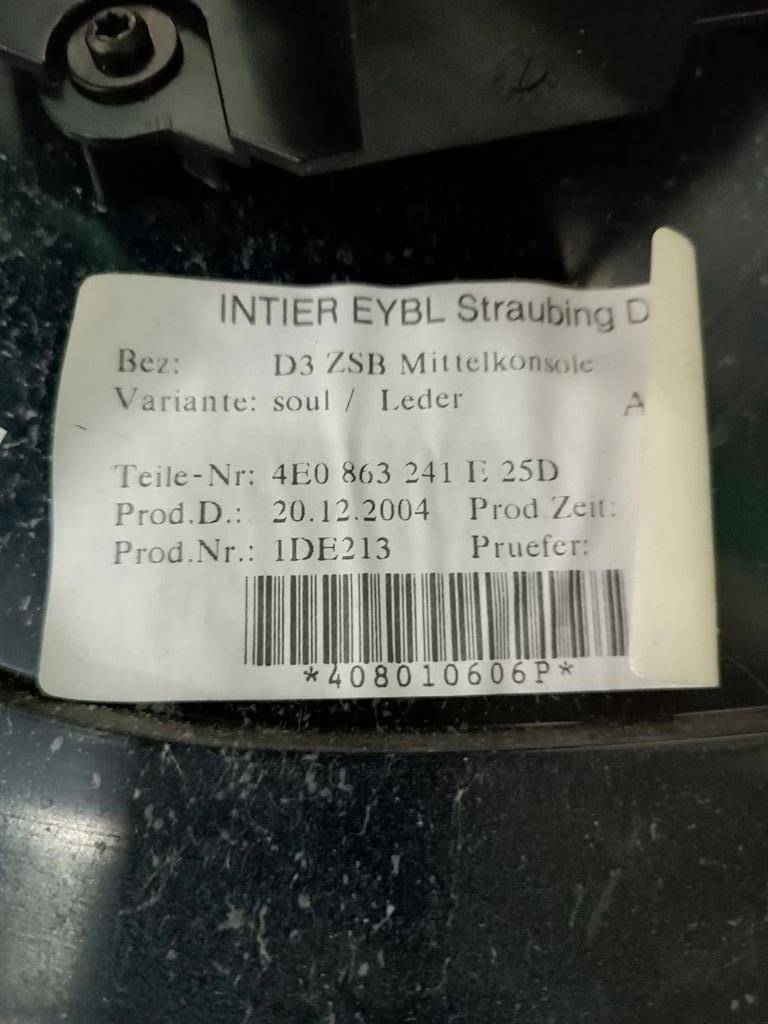 INTIER EYBL Straubing D
Bez: D3 ZSB Mittelkonsole
Variante: soul / Leder A
Teile-Nr: 4E0 863 241 E 25D
Prod.D.: 20.12.2004 Prod Zeit:
Prod.Nr.: 1DE213 Pruefer:
*408010606P*